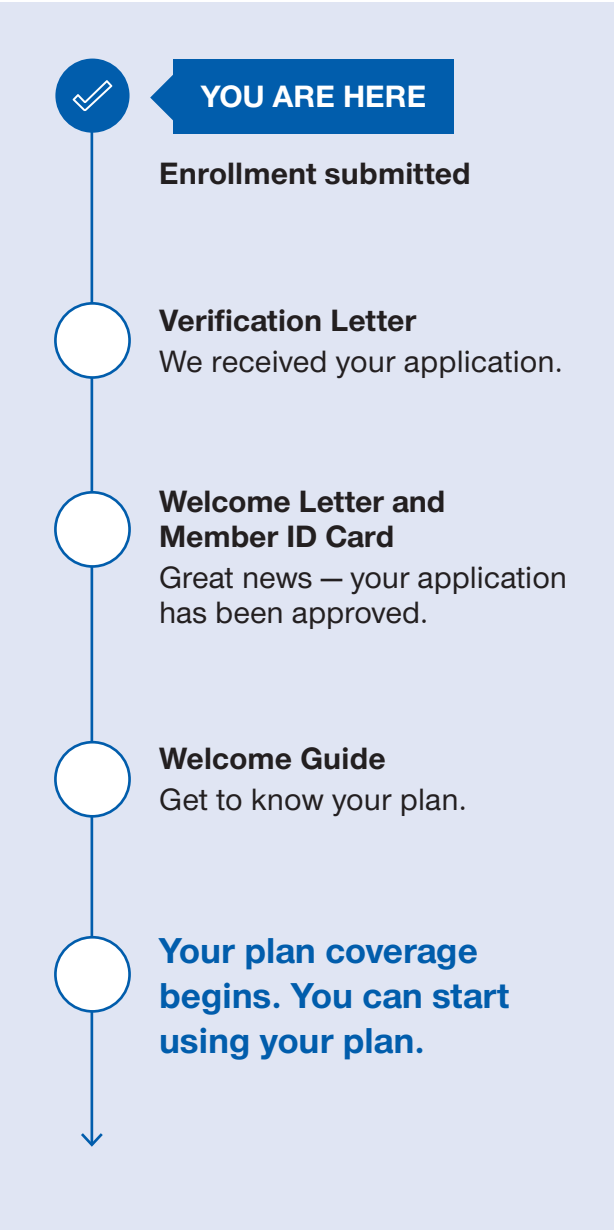 YOU ARE HERE
Enrollment submitted
Verification Letter
We received your application.
Welcome Letter and
Member ID Card
Great news — your application
has been approved.
Welcome Guide
Get to know your plan.
Your plan coverage
begins. You can start
using your plan.